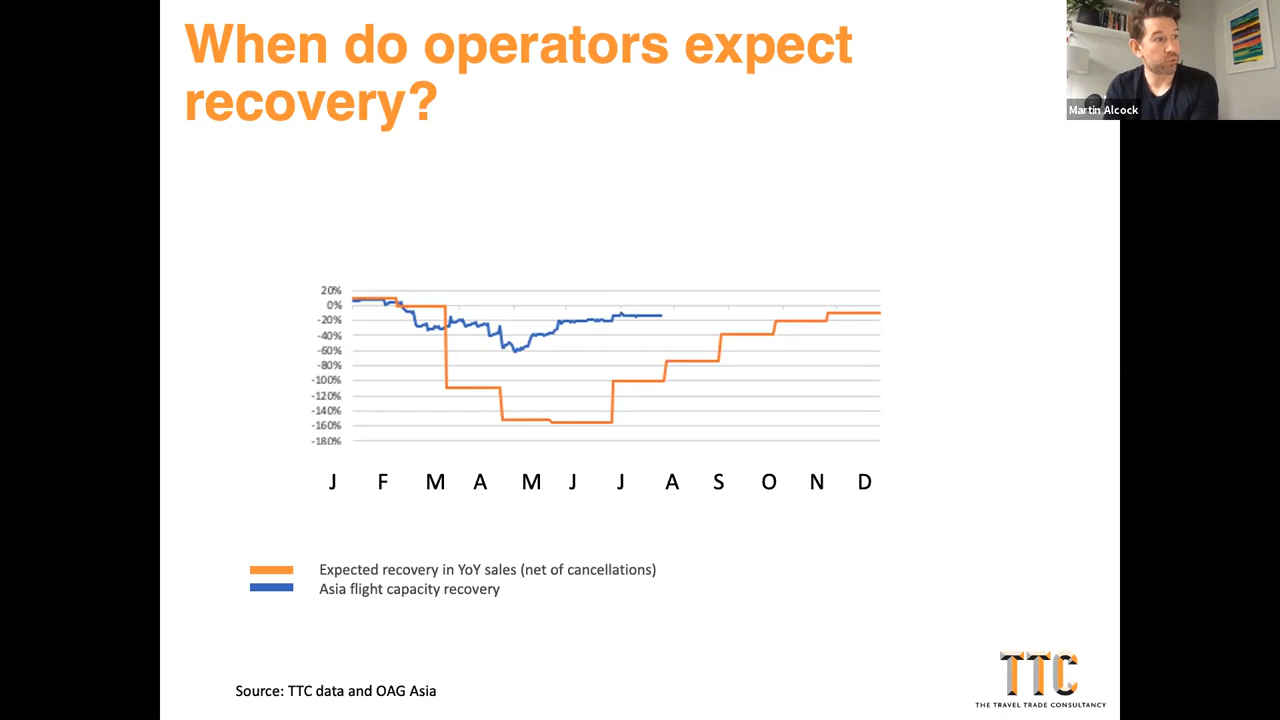 When do operators expect
recovery?
Martin Alcock
20%
0%
-20%
-40%
-60%
-80%
-100%
-120%
-140%
-160%
-180%
J F M A M J J A S O N D
Expected recovery in YoY sales (net of cancellations)
Asia flight capacity recovery
Source: TTC data and OAG Asia
TTC
THE TRAVEL TRADE CONSULTANCY